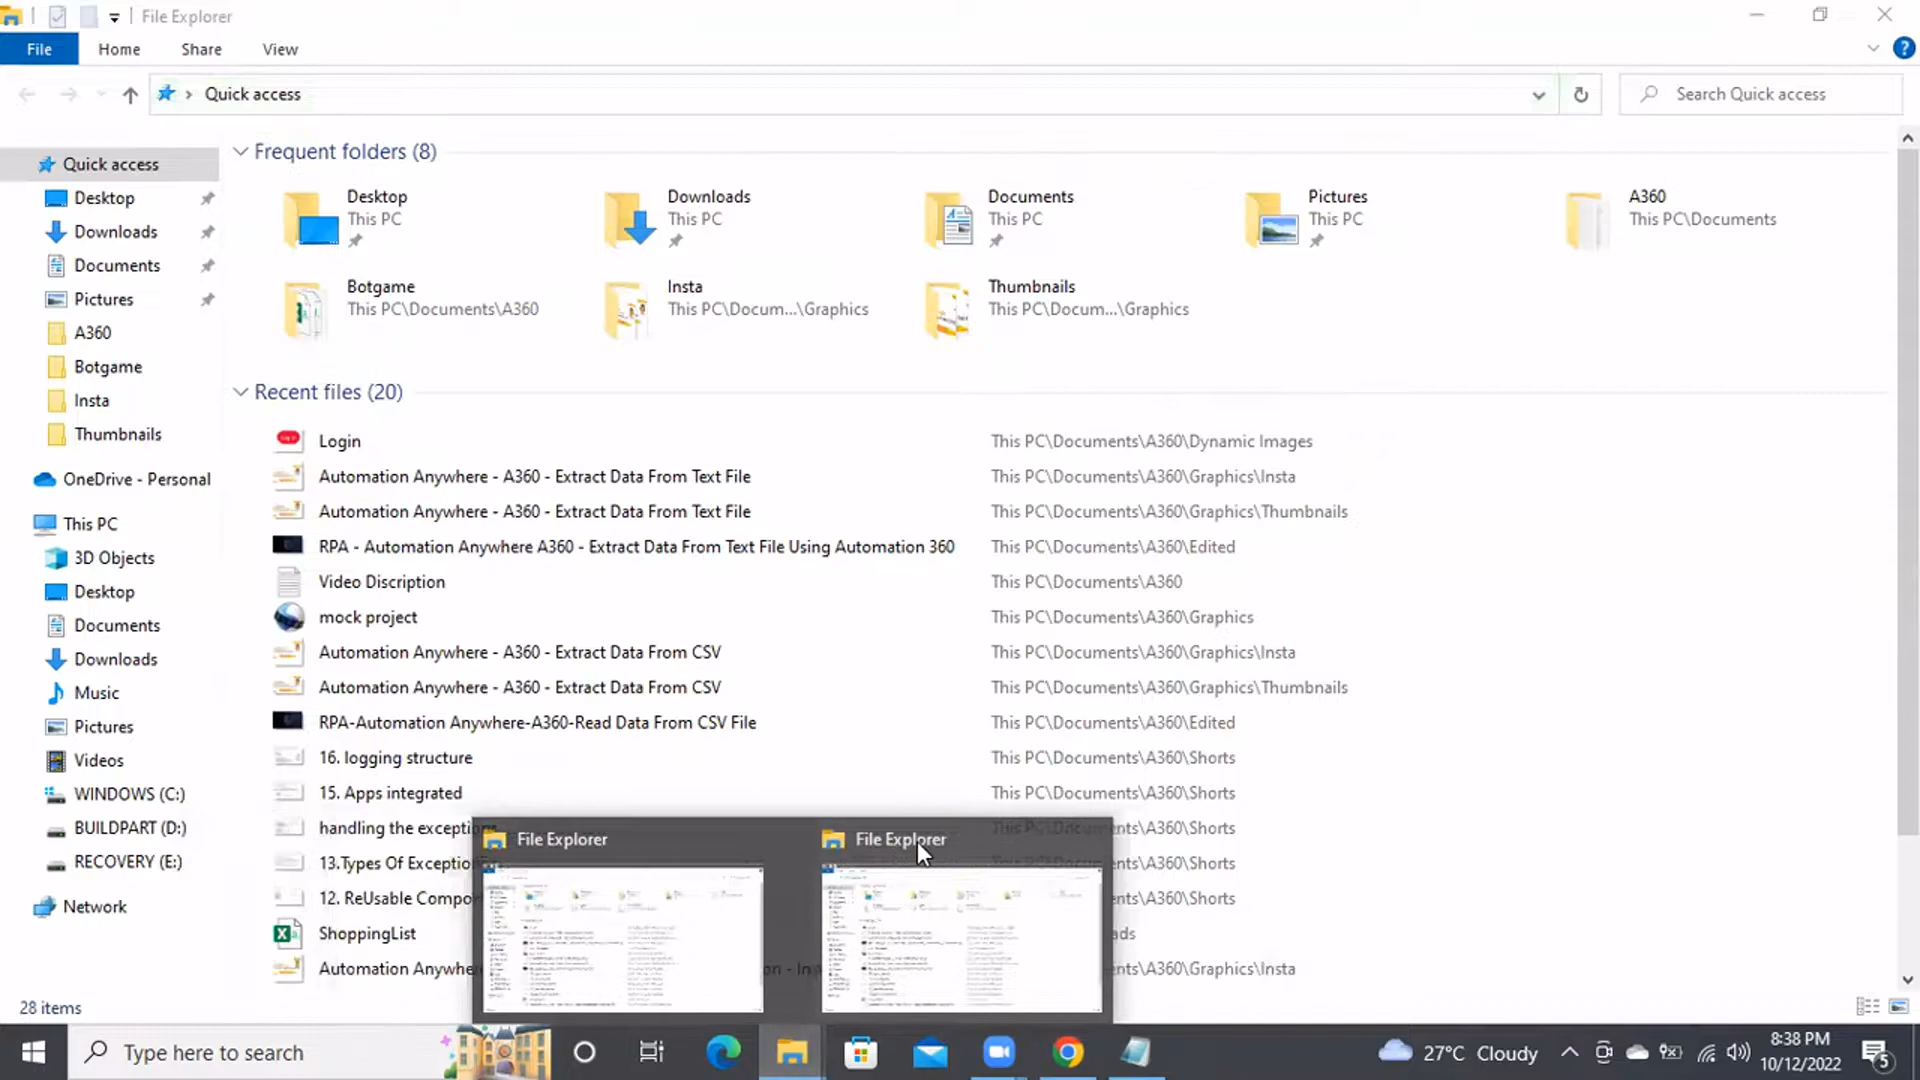 File Explorer
File Home Share View
Quick access
Search Quick access
Quick access
Desktop
Downloads
Documents
Pictures
A360
Botgame
Insta
Thumbnails
OneDrive - Personal
This PC
3D Objects
Desktop
Documents
Downloads
Music
Pictures
Videos
WINDOWS (C:)
BUILDPART (D:)
RECOVERY (E:)
Network
Frequent folders (8)
Desktop
This PC
Downloads
This PC
Documents
This PC
Pictures
This PC
A360
This PC\Documents
Botgame
This PC\Documents\A360
Insta
This PC\Docum...\Graphics
Thumbnails
This PC\Docum...\Graphics
Recent files (20)
Login This PC\Documents\A360\Dynamic Images
Automation Anywhere - A360 - Extract Data From Text File This PC\Documents\A360\Graphics\Insta
Automation Anywhere - A360 - Extract Data From Text File This PC\Documents\A360\Graphics\Thumbnails
RPA - Automation Anywhere A360 - Extract Data From Text File Using Automation 360 This PC\Documents\A360\Edited
Video Discription This PC\Documents\A360
mock project This PC\Documents\A360\Graphics
Automation Anywhere - A360 - Extract Data From CSV This PC\Documents\A360\Graphics\Insta
Automation Anywhere - A360 - Extract Data From CSV This PC\Documents\A360\Graphics\Thumbnails
RPA-Automation Anywhere-A360-Read Data From CSV File This PC\Documents\A360\Edited
16. logging structure This PC\Documents\A360\Shorts
15. Apps integrated This PC\Documents\A360\Shorts
handling the exceptions This PC\Documents\A360\Shorts
13.Types Of Exception nts\A360\Shorts
12. ReUsable Compo nts\A360\Shorts
ShoppingList ads
Automation Anywhe nts\A360\Graphics\Insta
File Explorer
File Explorer
28 items
Type here to search
27°C Cloudy
8:38 PM
10/12/2022
5